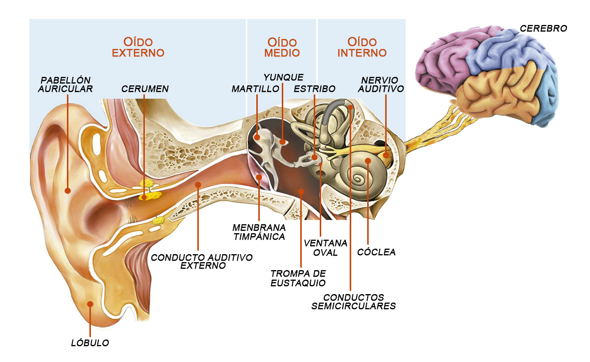 OÍDO
EXTERNO
OÍDO
MEDIO
OÍDO
INTERNO
CEREBRO
PABELLÓN
AURICULAR
CERUMEN
MARTILLO
YUNQUE
ESTRIBO
NERVIO
AUDITIVO
MENBRANA
TIMPÁNICA
VENTANA
OVAL
CÓCLEA
CONDUCTO AUDITIVO
EXTERNO
TROMPA DE
EUSTAQUIO
CONDUCTOS
SEMICIRCULARES
LÓBULO